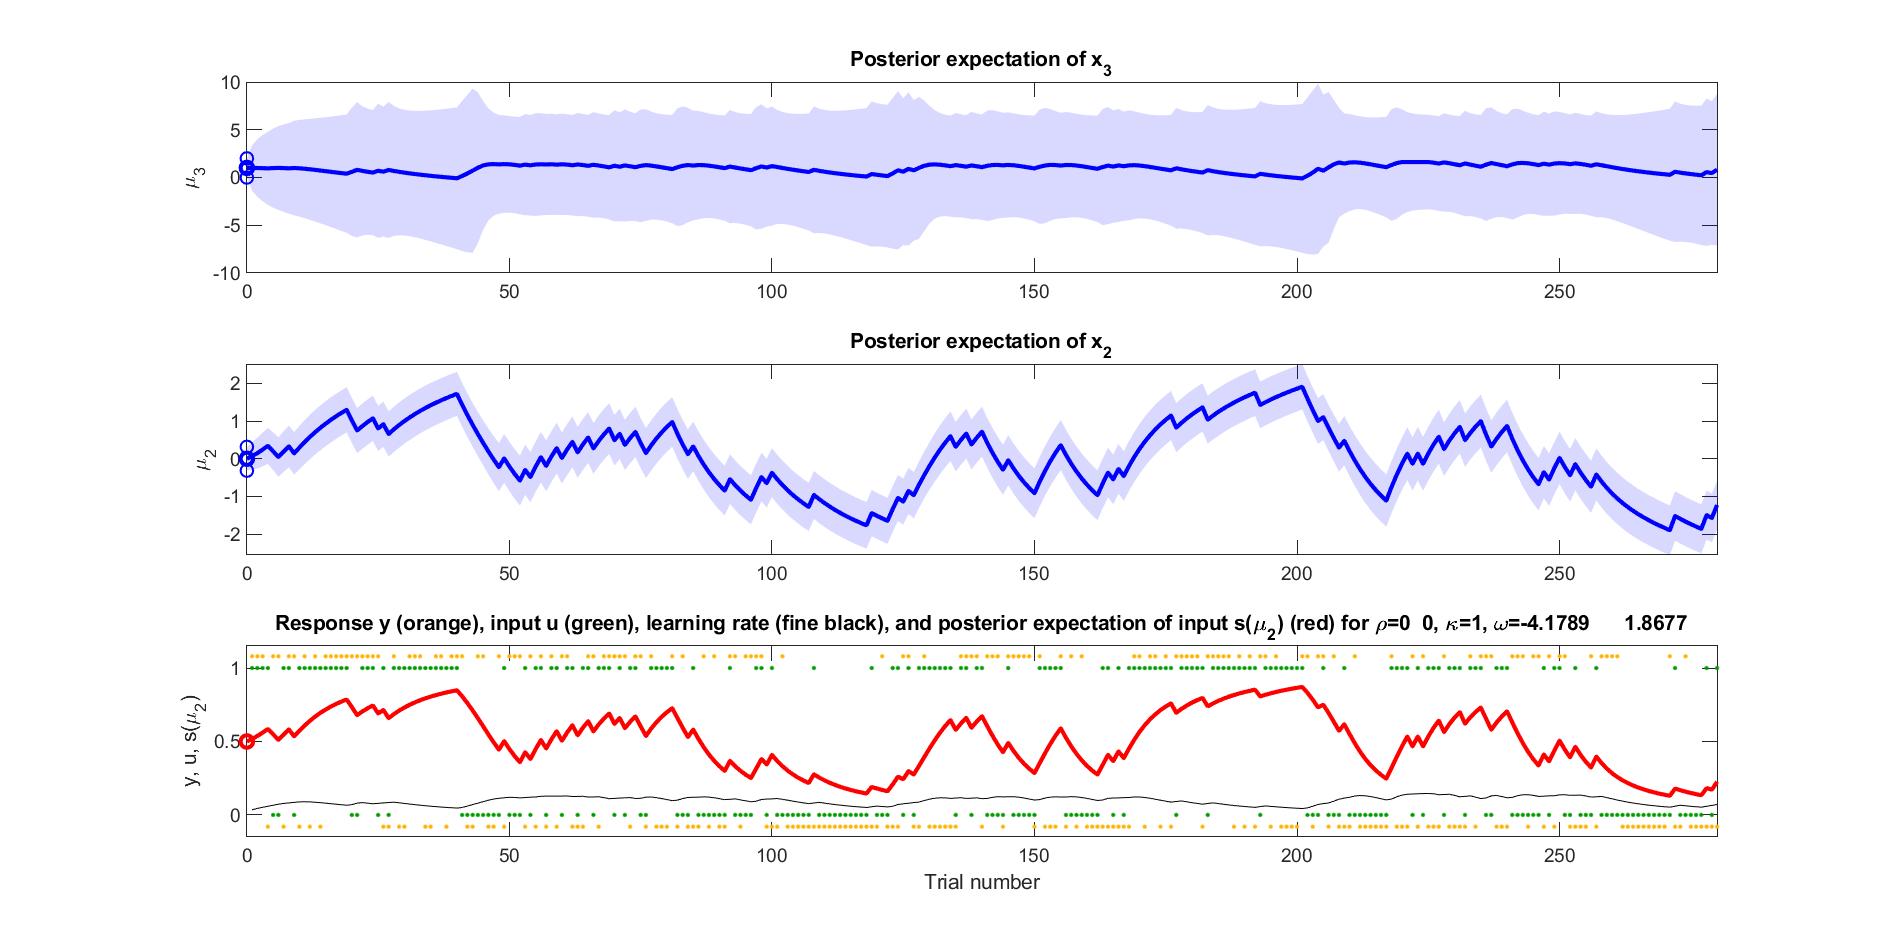 Posterior expectation of x3
10
5
0
-5
-10
μ3
0 50 100 150 200 250
Posterior expectation of x2
2
1
0
-1
-2
μ2
0 50 100 150 200 250
Response y (orange), input u (green), learning rate (fine black), and posterior expectation of input s(μ2) (red) for ρ=0 0, κ=1, ω=-4.1789 1.8677
1
0.5
0
y, u, s(μ2)
0 50 100 150 200 250
Trial number